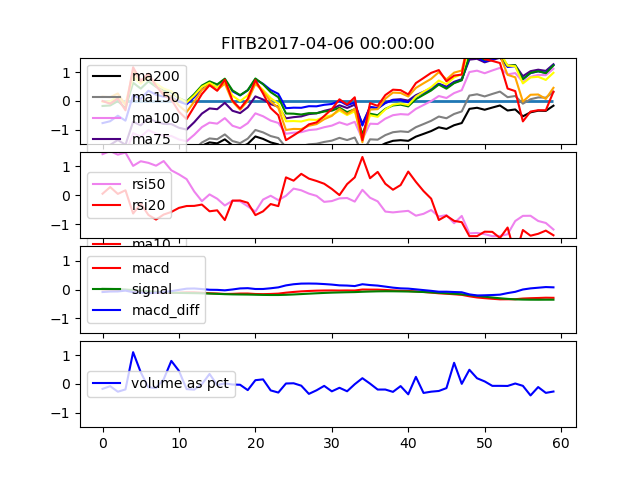 FITB2017-04-06 00:00:00
1
0
−1
ma200
ma150
ma100
ma75
1
0
−1
rsi50
rsi20
ma10
1
0
−1
macd
signal
macd_diff
1
0
−1
volume as pct
0 10 20 30 40 50 60